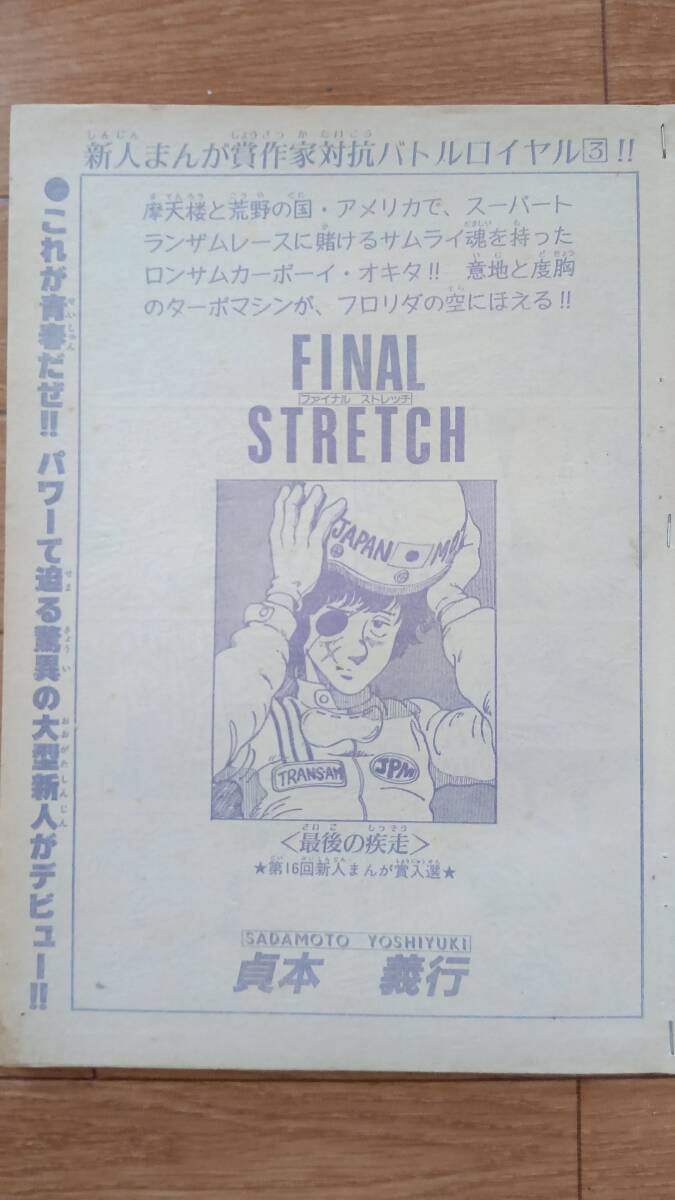 新人まんが賞作家対抗バトルロイヤル3!!
摩天楼と荒野の国・アメリカで、スーパート
ランザムレースに賭けるサムライ魂を持った
ロンサムカーボーイ・オキタ!! 意地と度胸
のターボマシンが、フロリダの空にほえる!!
●これが青春だぜ!! パワーで迫る驚異の大型新人がデビュー!!
FINAL
ファイナル ストレッチ
STRETCH
JAPAN MO
TRANSAM
JPM
〈最後の疾走〉
★第16回新人まんが賞入選★
SADAMOTO YOSHIYUKI
貞本 義行